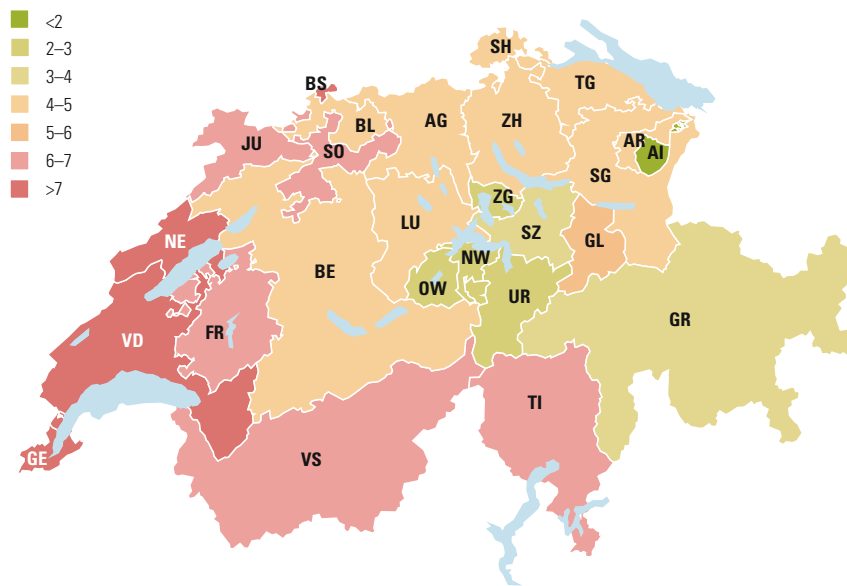 <2
2–3
3–4
4–5
5–6
6–7
>7
SH
BS
TG
BL
AG
ZH
JU
SO
AR
AI
SG
ZG
LU
SZ
NE
NW
GL
BE
OW
UR
FR
GR
VD
TI
GE
VS